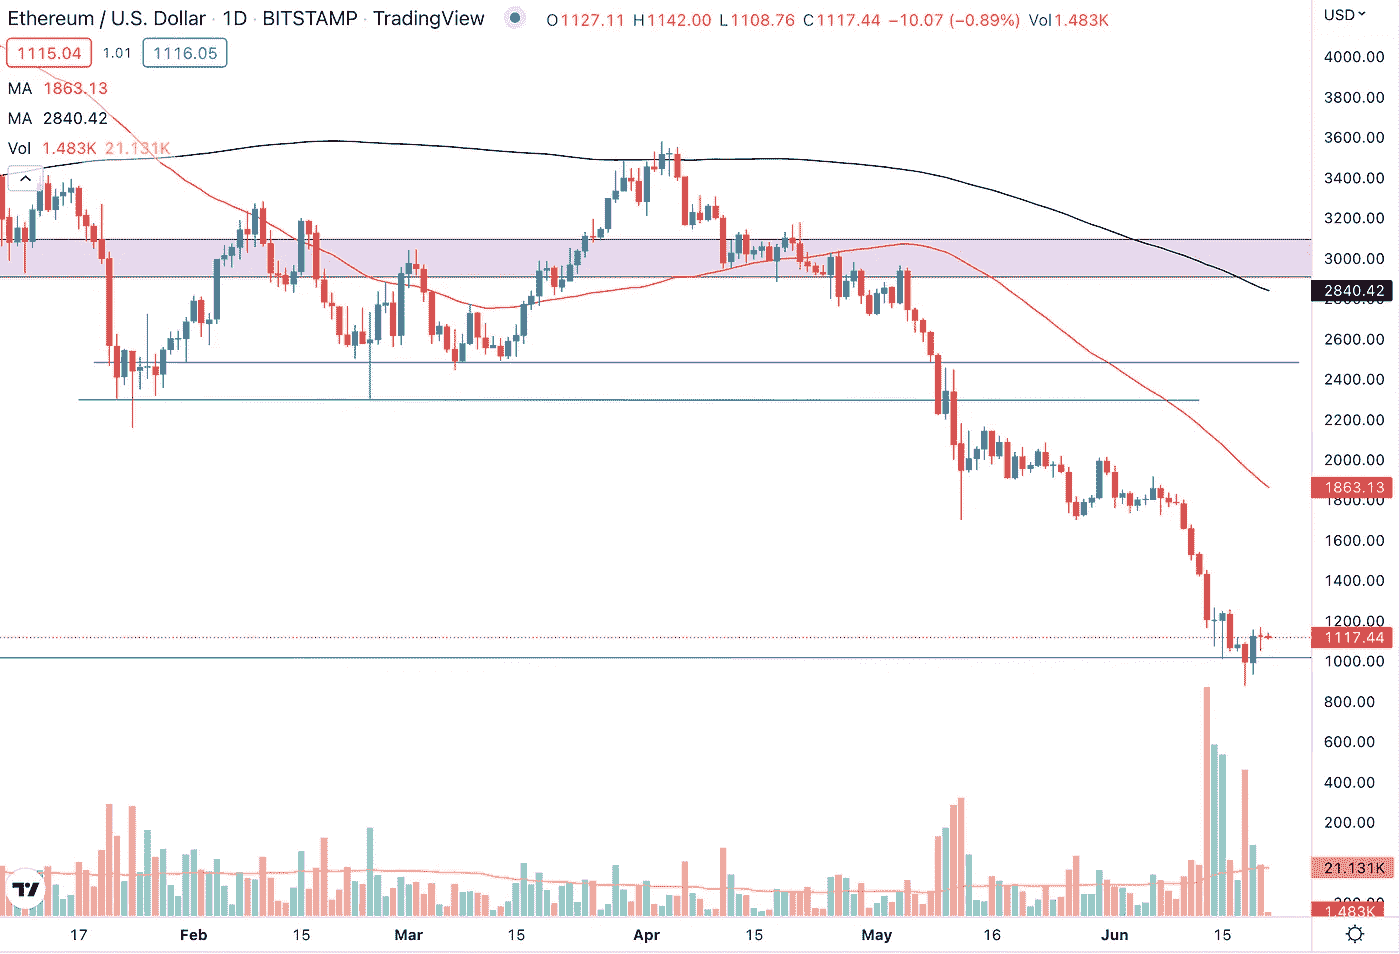 Ethereum / U.S. Dollar · 1D · BITSTAMP · TradingView O1127.11 H1142.00 L1108.76 C1117.44 −10.07 (−0.89%) Vol1.483K
USD
1115.04 1.01 1116.05
MA 1863.13
MA 2840.42
Vol 1.483K 21.131K
4000.00
3800.00
3600.00
3400.00
3200.00
3000.00
2840.42
2600.00
2400.00
2200.00
2000.00
1863.13
1800.00
1600.00
1400.00
1200.00
1117.44
1000.00
800.00
600.00
400.00
200.00
21.131K
1.483K
17 Feb 15 Mar 15 Apr 15 May 16 Jun 15